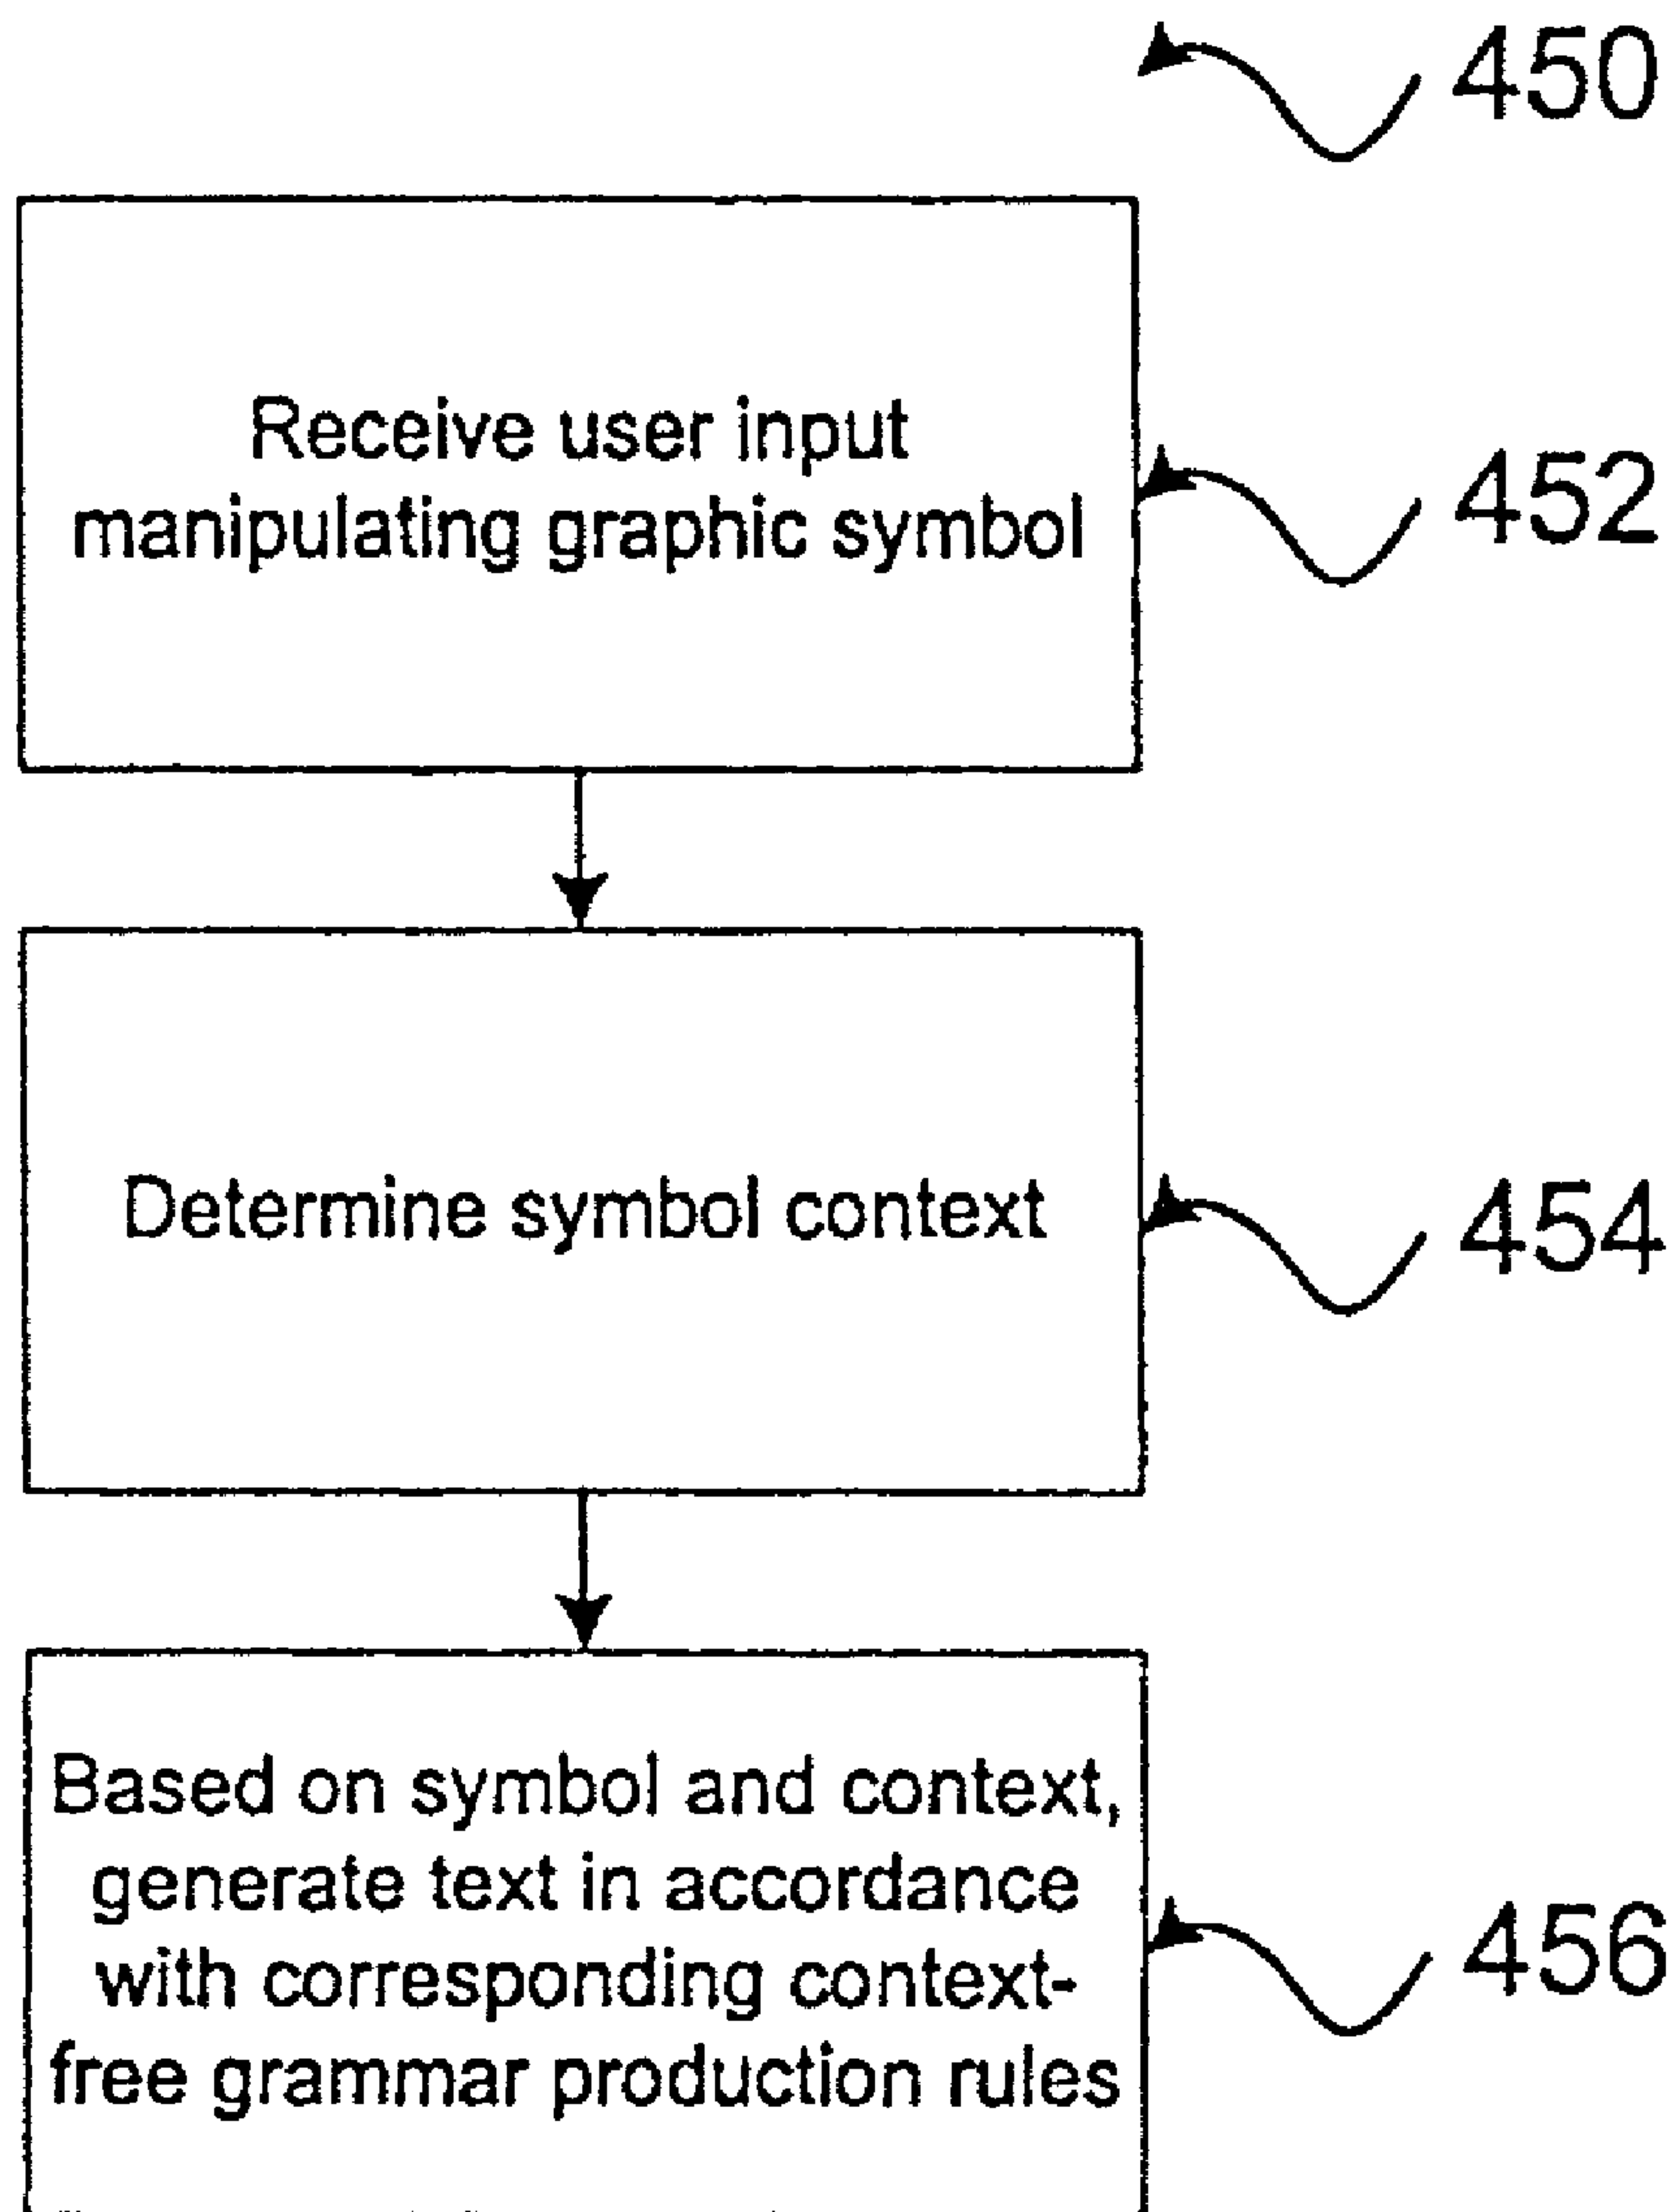 450
Receive user input
manipulating graphic symbol
452
Determine symbol context
454
Based on symbol and context,
generate text in accordance
with corresponding context-
free grammar production rules
456